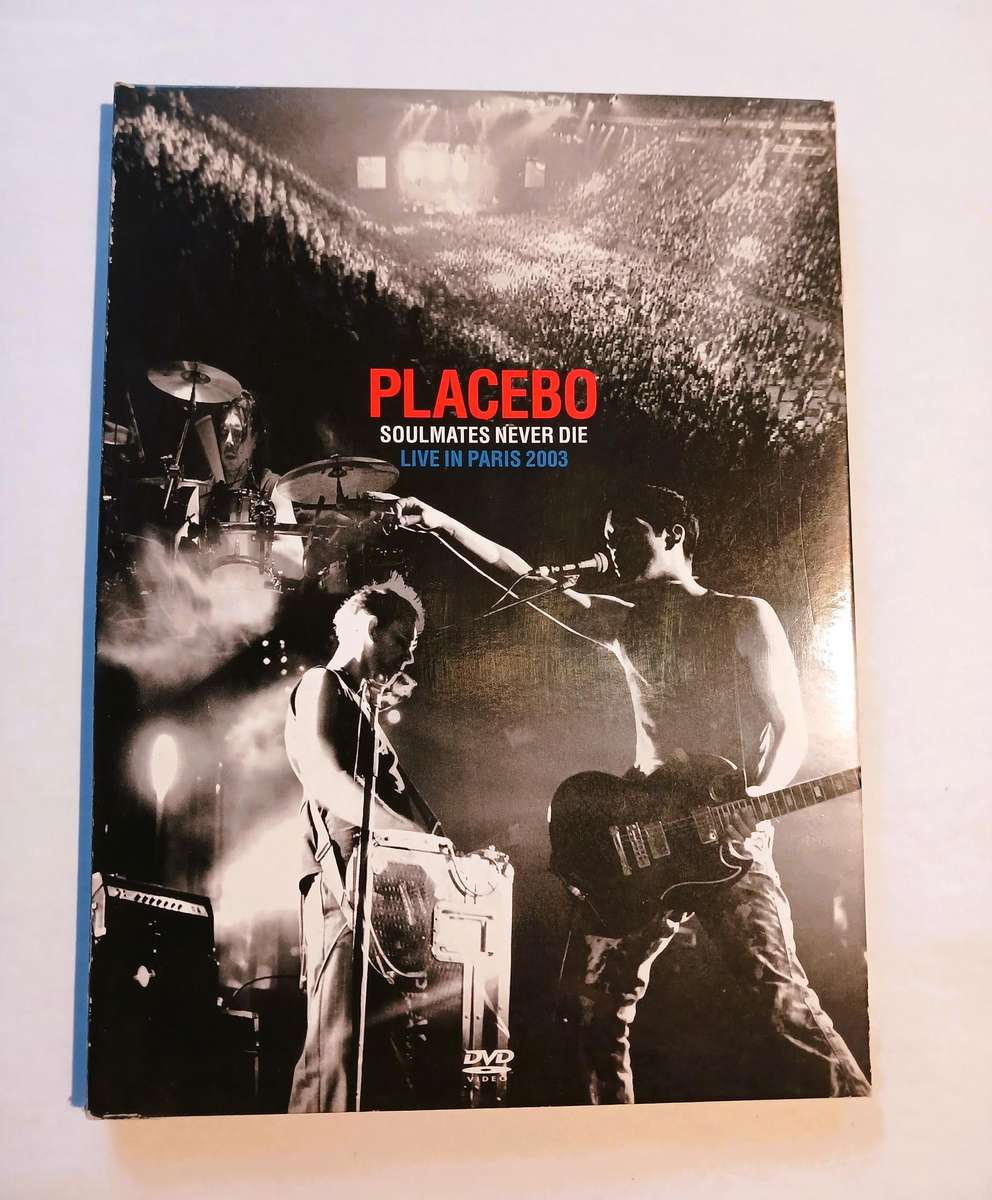 PLACEBO
SOULMATES NEVER DIE
LIVE IN PARIS 2003
DVD
VIDEO